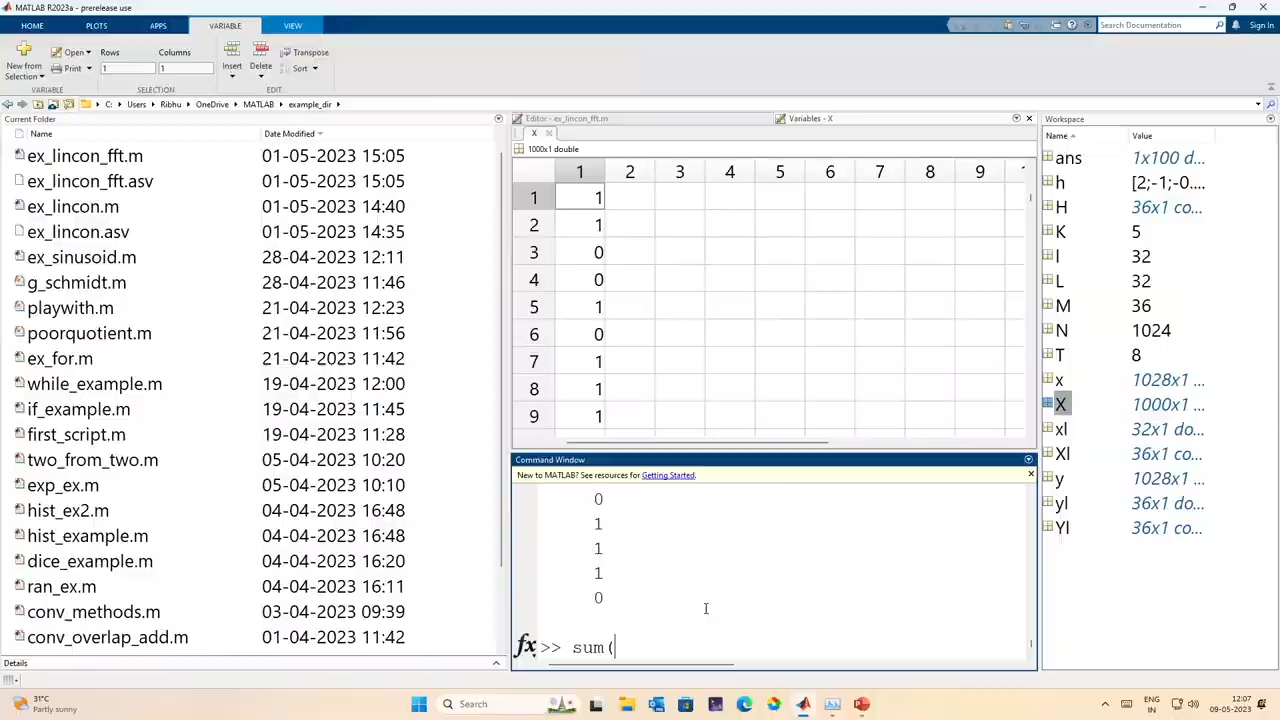 MATLAB R2023a - prerelease use
HOME PLOTS APPS VARIABLE VIEW Search Documentation Sign In
New from Selection Open Print Rows 1 Columns 1 Insert Delete Transpose Sort
VARIABLE SELECTION EDIT
C: Users Ribhu OneDrive MATLAB example_dir
Current Folder
Name Date Modified
ex_lincon_fft.m 01-05-2023 15:05
ex_lincon_fft.asv 01-05-2023 15:05
ex_lincon.m 01-05-2023 14:40
ex_lincon.asv 01-05-2023 14:35
ex_sinusoid.m 28-04-2023 12:11
g_schmidt.m 28-04-2023 11:46
playwith.m 21-04-2023 12:23
poorquotient.m 21-04-2023 11:56
ex_for.m 21-04-2023 11:42
while_example.m 19-04-2023 12:00
if_example.m 19-04-2023 11:45
first_script.m 19-04-2023 11:28
two_from_two.m 05-04-2023 10:20
exp_ex.m 05-04-2023 10:10
hist_ex2.m 04-04-2023 16:48
hist_example.m 04-04-2023 16:48
dice_example.m 04-04-2023 16:20
ran_ex.m 04-04-2023 16:11
conv_methods.m 03-04-2023 09:39
conv_overlap_add.m 01-04-2023 11:42
Details
Editor - ex_lincon_fft.m Variables - X
X
1000x1 double
1 2 3 4 5 6 7 8 9
1 1
2 1
3 0
4 0
5 1
6 0
7 1
8 1
9 1
Command Window
New to MATLAB? See resources for Getting Started.
0
1
1
1
0
fx >> sum(
Workspace
Name Value
ans 1x100 d...
h [2;-1;-0....
H 36x1 co...
K 5
l 32
L 32
M 36
N 1024
T 8
x 1028x1 ...
X 1000x1 ...
xl 32x1 do...
Xl 36x1 co...
y 1028x1 ...
yl 36x1 do...
Yl 36x1 co...
31°C
Partly sunny
Search
ENG
IN
12:07
09-05-2023